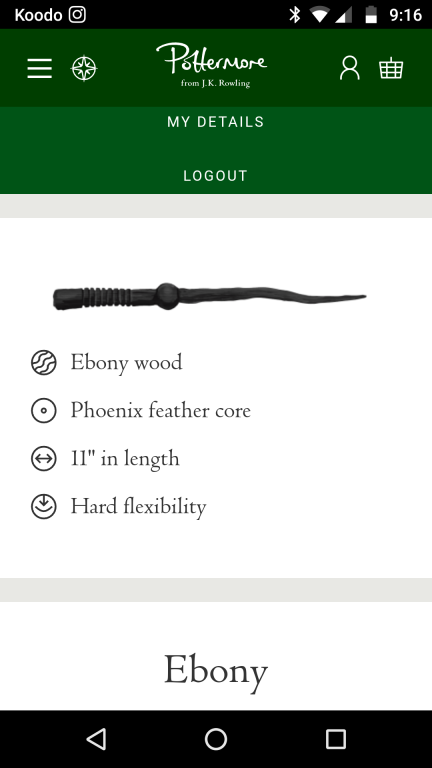 Koodo 9:16
Pottermore
from J.K. Rowling
MY DETAILS
LOGOUT
Ebony wood
Phoenix feather core
11" in length
Hard flexibility
Ebony